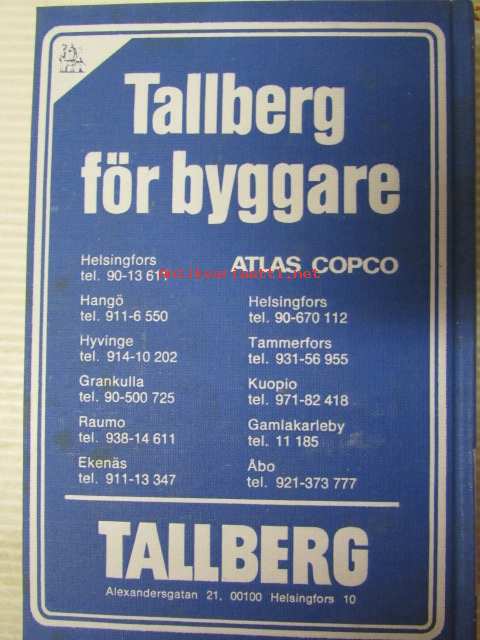 Tallberg
för byggare
Helsingfors
tel. 90-13 611
Hangö
tel. 911-6 550
Hyvinge
tel. 914-10 202
Grankulla
tel. 90-500 725
Raumo
tel. 938-14 611
Ekenäs
tel. 911-13 347
ATLAS COPCO
Helsingfors
tel. 90-670 112
Tammerfors
tel. 931-56 955
Kuopio
tel. 971-82 418
Gamlakarleby
tel. 11 185
Åbo
tel. 921-373 777
TALLBERG
Alexandersgatan 21, 00100 Helsingfors 10
Antikvariaatti.net